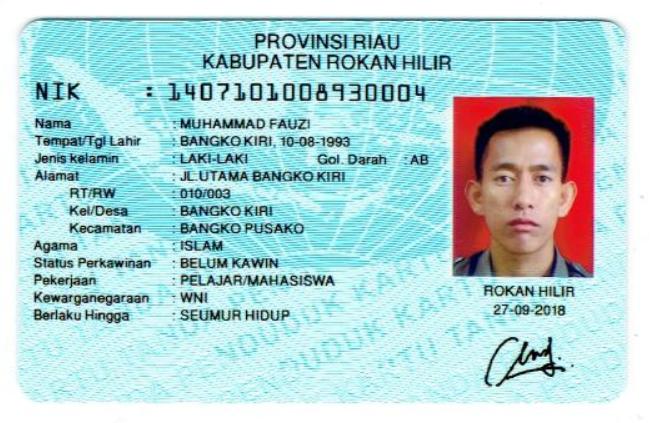 PROVINSI RIAU
KABUPATEN ROKAN HILIR
NIK : 1407101008930004
Nama : MUHAMMAD FAUZI
Tempat/Tgl Lahir : BANGKO KIRI, 10-08-1993
Jenis kelamin : LAKI-LAKI Gol. Darah : AB
Alamat : JL.UTAMA BANGKO KIRI
RT/RW : 010/003
Kel/Desa : BANGKO KIRI
Kecamatan : BANGKO PUSAKO
Agama : ISLAM
Status Perkawinan : BELUM KAWIN
Pekerjaan : PELAJAR/MAHASISWA
Kewarganegaraan : WNI
Berlaku Hingga : SEUMUR HIDUP
ROKAN HILIR
27-09-2018